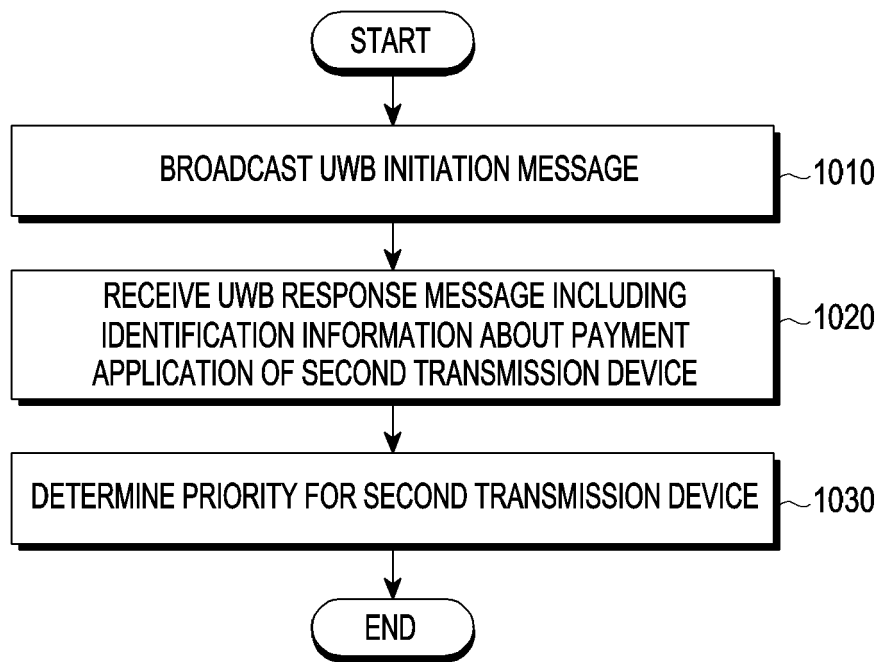 START
BROADCAST UWB INITIATION MESSAGE
1010
RECEIVE UWB RESPONSE MESSAGE INCLUDING
IDENTIFICATION INFORMATION ABOUT PAYMENT
APPLICATION OF SECOND TRANSMISSION DEVICE
1020
DETERMINE PRIORITY FOR SECOND TRANSMISSION DEVICE
1030
END